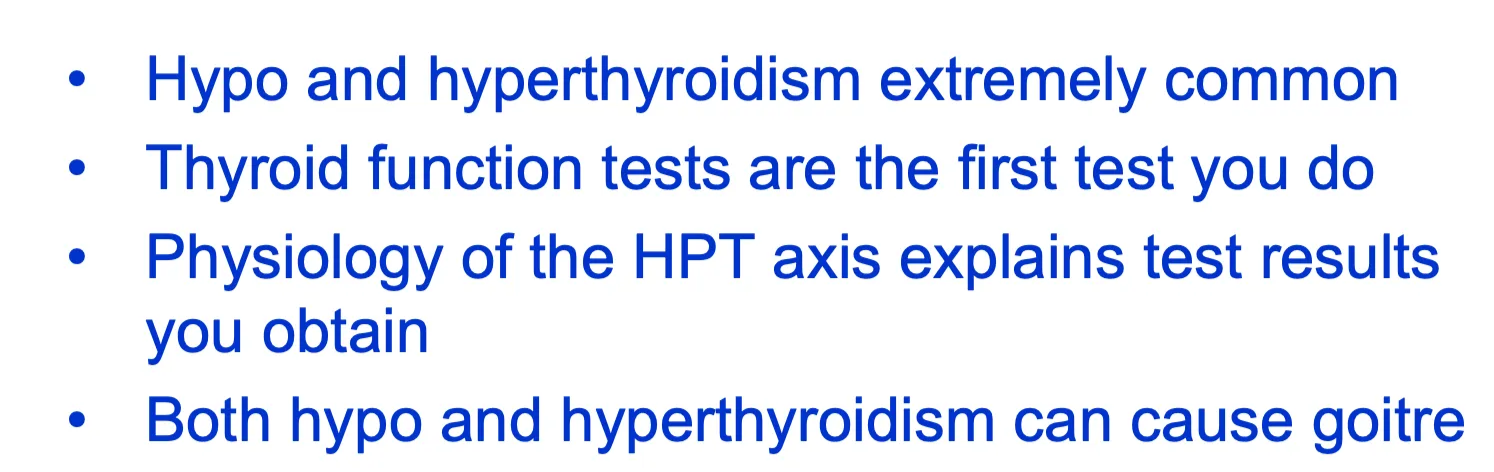 • Hypo and hyperthyroidism extremely common
• Thyroid function tests are the first test you do
• Physiology of the HPT axis explains test results
you obtain
• Both hypo and hyperthyroidism can cause goitre